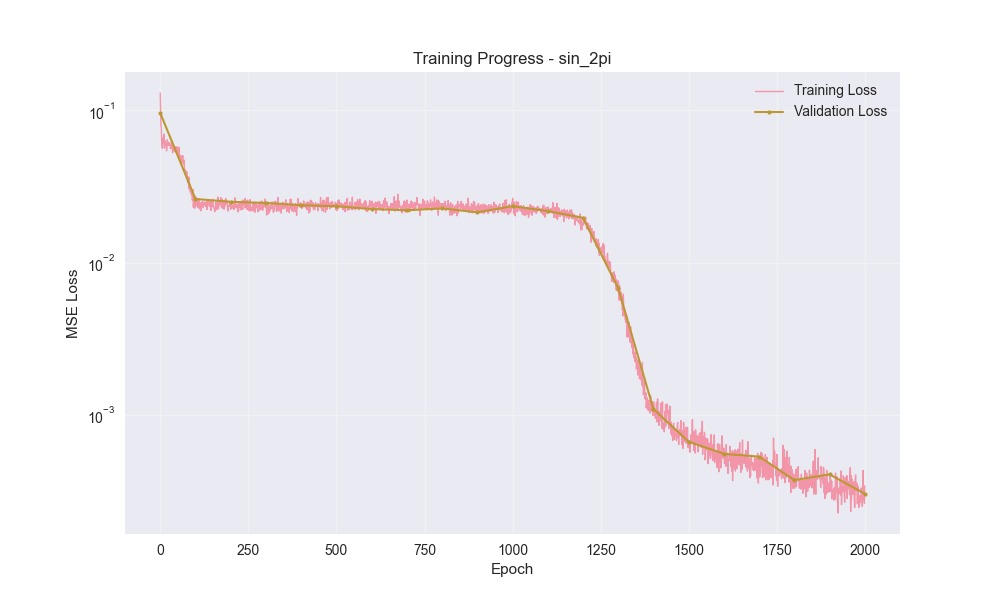 Training Progress - sin_2pi
Training Loss
Validation Loss
10⁻¹
10⁻²
10⁻³
MSE Loss
0 250 500 750 1000 1250 1500 1750 2000
Epoch